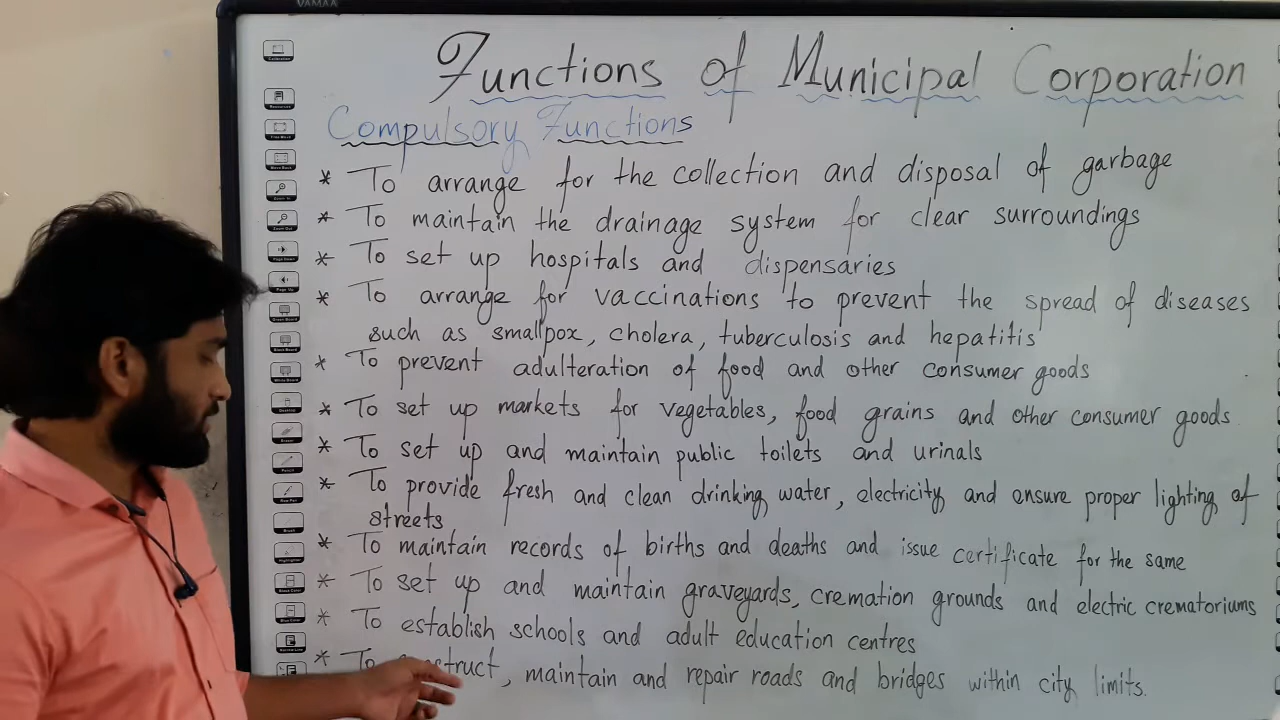 VAMAA
Functions of Municipal Corporation
Compulsory Functions
* To arrange for the collection and disposal of garbage
* To maintain the drainage system for clear surroundings
* To set up hospitals and dispensaries
* To arrange for vaccinations to prevent the spread of diseases
such as smallpox, cholera, tuberculosis and hepatitis
* To prevent adulteration of food and other consumer goods
* To set up markets for vegetables, food grains and other consumer goods
* To set up and maintain public toilets and urinals
* To provide fresh and clean drinking water, electricity and ensure proper lighting of
streets
* To maintain records of births and deaths and issue certificate for the same
* To set up and maintain graveyards, cremation grounds and electric crematoriums
* To establish schools and adult education centres
* To construct, maintain and repair roads and bridges within city limits.